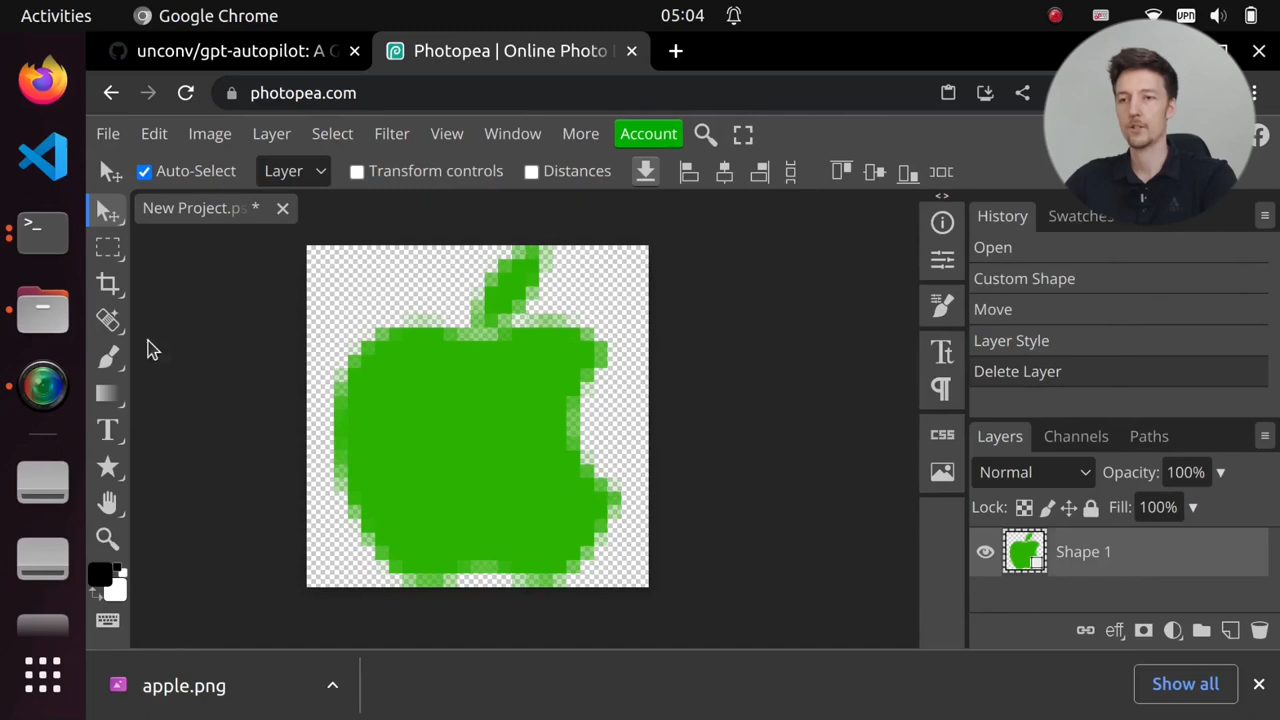 Activities
Google Chrome
05:04
VPN
unconv/gpt-autopilot: A G
Photopea | Online Photo
photopea.com
File Edit Image Layer Select Filter View Window More Account
Auto-Select Layer Transform controls Distances
New Project.ps *
History Swatches
Open
Custom Shape
Move
Layer Style
Delete Layer
CSS
Layers Channels Paths
Normal Opacity: 100%
Lock: Fill: 100%
Shape 1
eff
apple.png
Show all